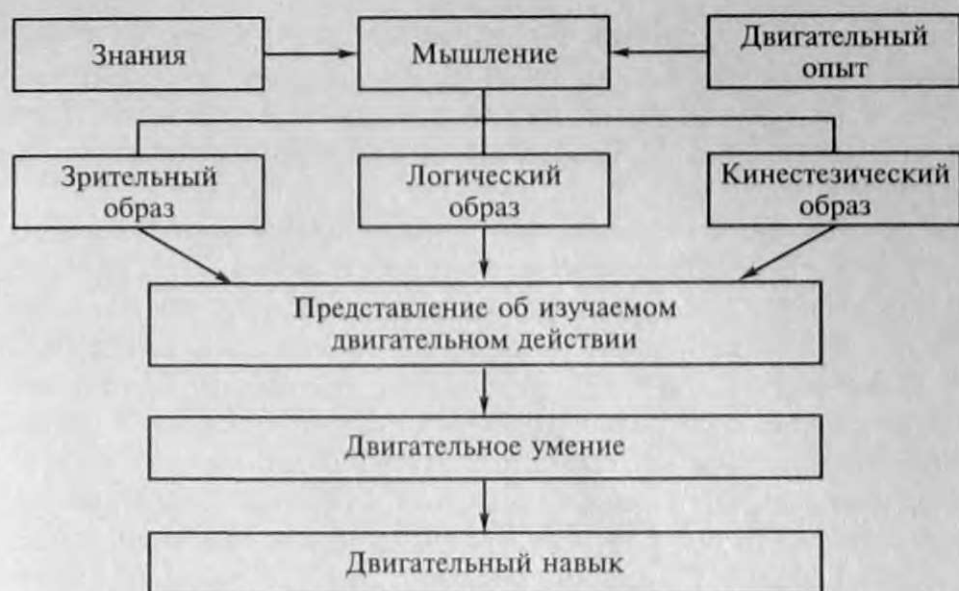 Знания
Мышление
Двигательный
опыт
Зрительный
образ
Логический
образ
Кинестезический
образ
Представление об изучаемом
двигательном действии
Двигательное умение
Двигательный навык